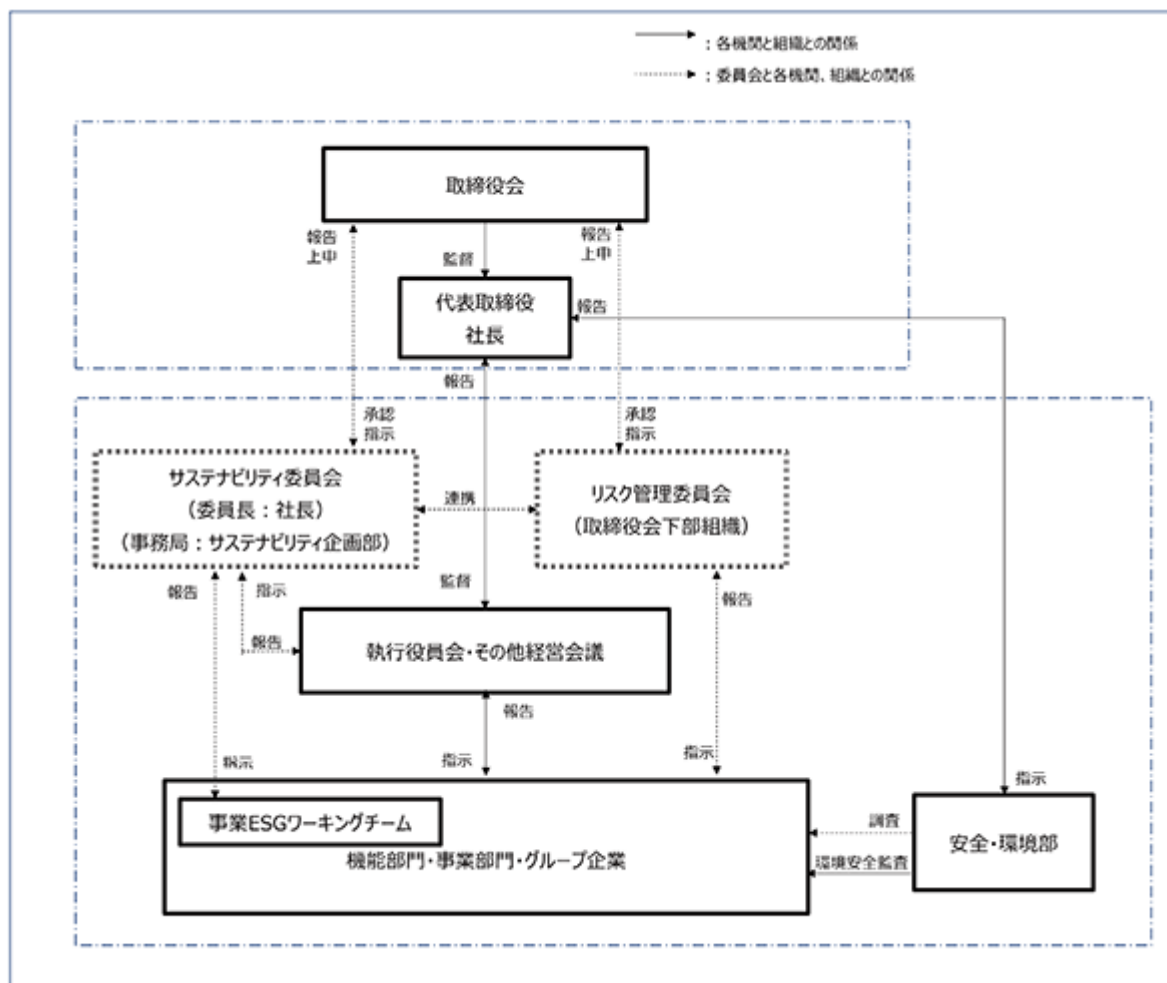 ：各機関と組織との関係
：委員会と各機関、組織との関係
取締役会
報告
上申
監督
報告
上申
代表取締役
社長
報告
報告
承認
指示
承認
指示
サステナビリティ委員会
（委員長：社長）
（事務局：サステナビリティ企画部）
連携
リスク管理委員会
（取締役会下部組織）
報告
指示
監督
報告
報告
執行役員会・その他経営会議
報告
指示
指示
指示
指示
事業ESGワーキングチーム
機能部門・事業部門・グループ企業
調査
環境安全監査
安全・環境部